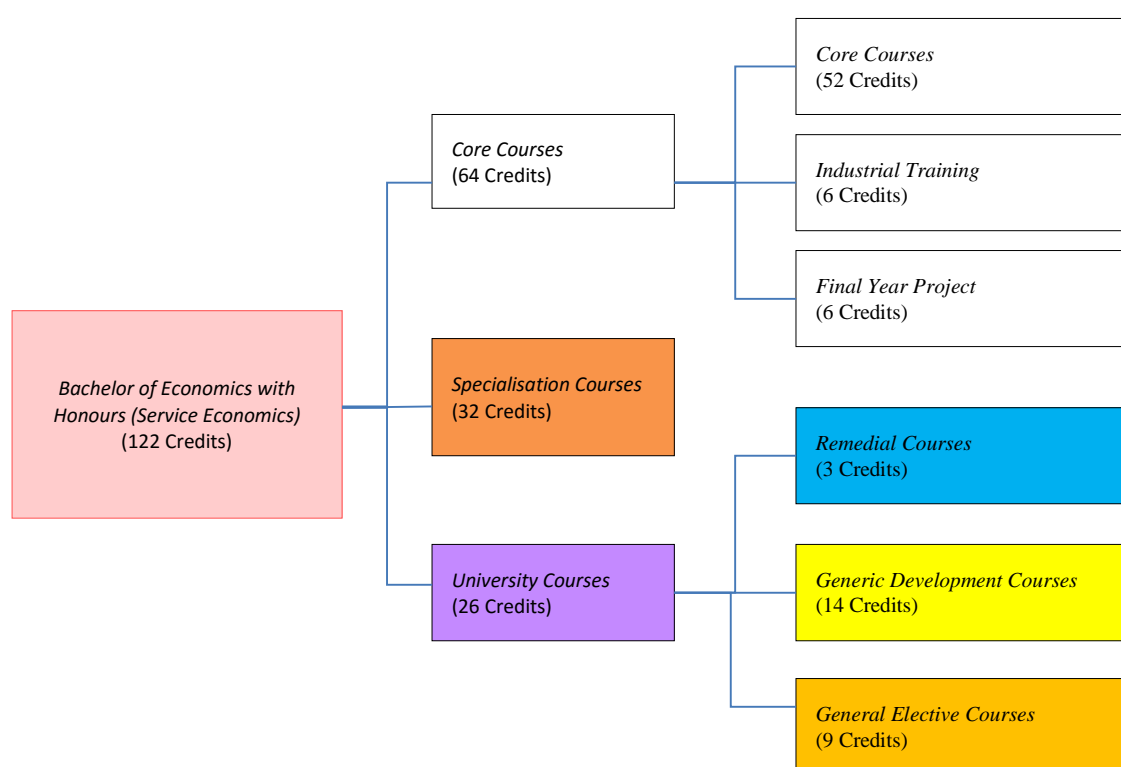 Bachelor of Economics with
Honours (Service Economics)
(122 Credits)
Core Courses
(64 Credits)
Core Courses
(52 Credits)
Industrial Training
(6 Credits)
Final Year Project
(6 Credits)
Specialisation Courses
(32 Credits)
University Courses
(26 Credits)
Remedial Courses
(3 Credits)
Generic Development Courses
(14 Credits)
General Elective Courses
(9 Credits)